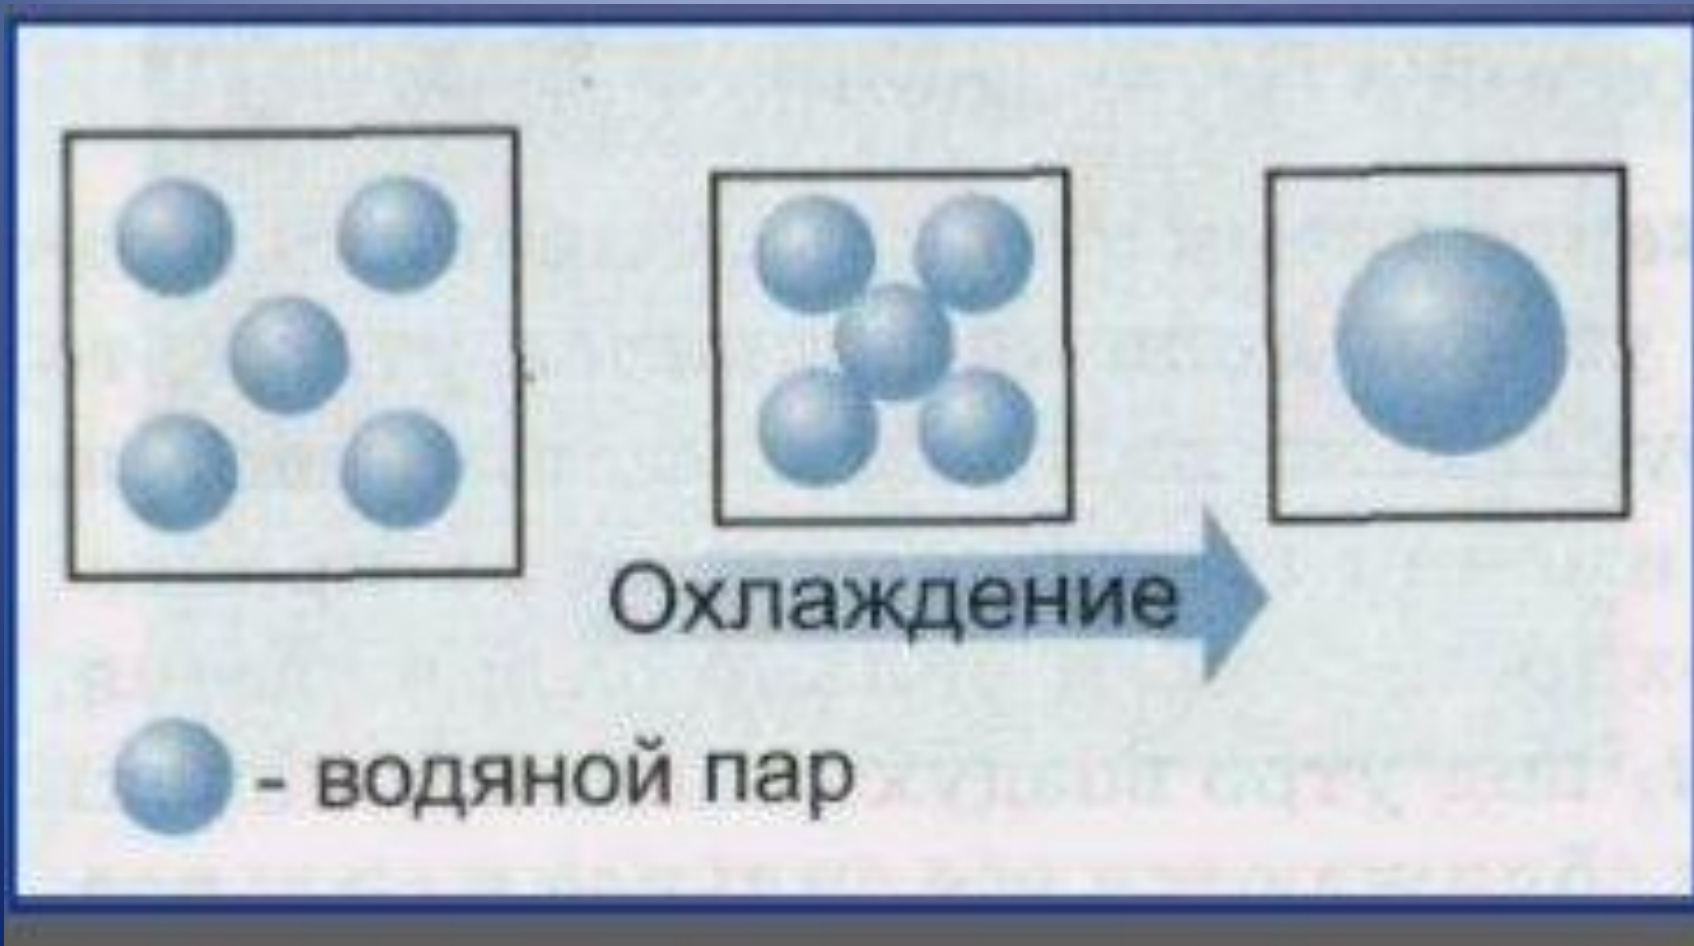 Охлаждение
- водяной пар